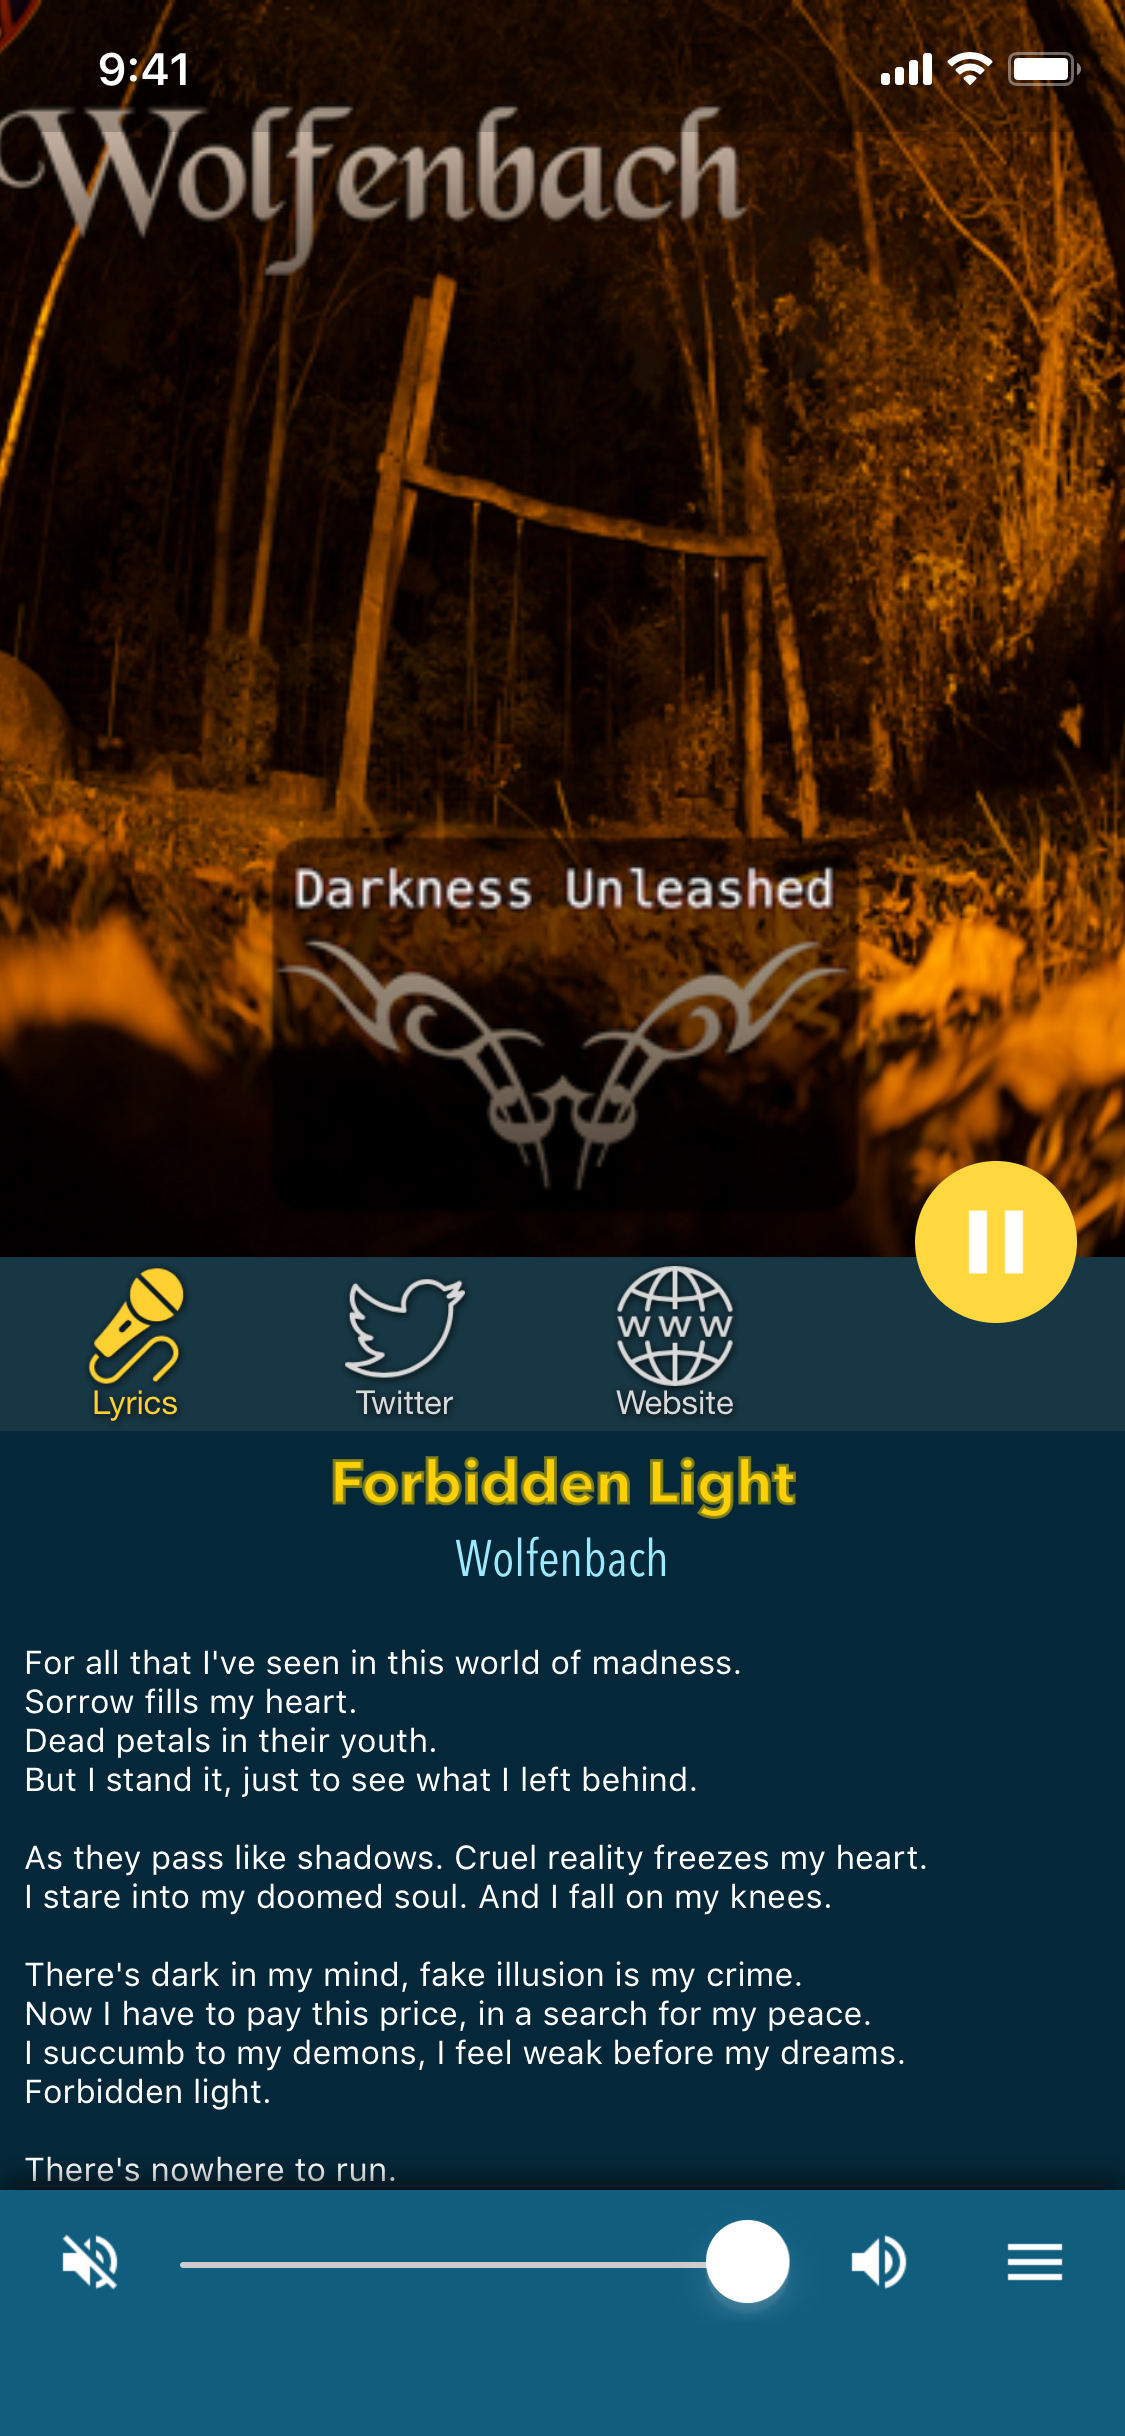 9:41
Wolfenbach
Darkness Unleashed
WWW
Lyrics
Twitter
Website
Forbidden Light
Wolfenbach
For all that I've seen in this world of madness.
Sorrow fills my heart.
Dead petals in their youth.
But I stand it, just to see what I left behind.
As they pass like shadows. Cruel reality freezes my heart.
I stare into my doomed soul. And I fall on my knees.
There's dark in my mind, fake illusion is my crime.
Now I have to pay this price, in a search for my peace.
I succumb to my demons, I feel weak before my dreams.
Forbidden light.
There's nowhere to run.